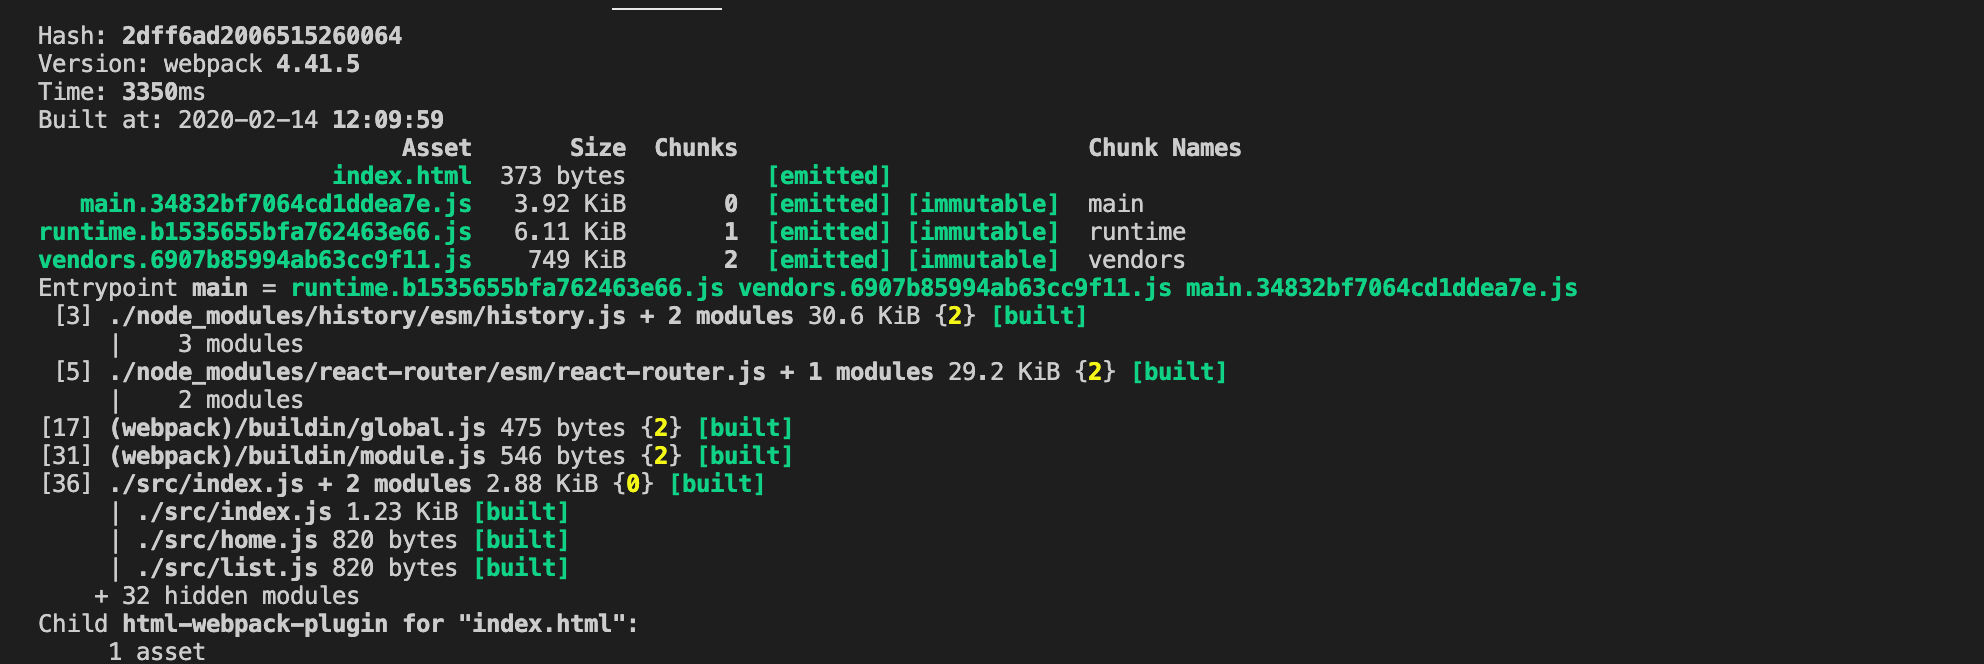 Hash: 2dff6ad2006515260064
Version: webpack 4.41.5
Time: 3350ms
Built at: 2020-02-14 12:09:59
Asset Size Chunks Chunk Names
index.html 373 bytes [emitted]
main.34832bf7064cd1ddea7e.js 3.92 KiB 0 [emitted] [immutable] main
runtime.b1535655bfa762463e66.js 6.11 KiB 1 [emitted] [immutable] runtime
vendors.6907b85994ab63cc9f11.js 749 KiB 2 [emitted] [immutable] vendors
Entrypoint main = runtime.b1535655bfa762463e66.js vendors.6907b85994ab63cc9f11.js main.34832bf7064cd1ddea7e.js
[3] ./node_modules/history/esm/history.js + 2 modules 30.6 KiB {2} [built]
| 3 modules
[5] ./node_modules/react-router/esm/react-router.js + 1 modules 29.2 KiB {2} [built]
| 2 modules
[17] (webpack)/buildin/global.js 475 bytes {2} [built]
[31] (webpack)/buildin/module.js 546 bytes {2} [built]
[36] ./src/index.js + 2 modules 2.88 KiB {0} [built]
| ./src/index.js 1.23 KiB [built]
| ./src/home.js 820 bytes [built]
| ./src/list.js 820 bytes [built]
+ 32 hidden modules
Child html-webpack-plugin for "index.html":
1 asset